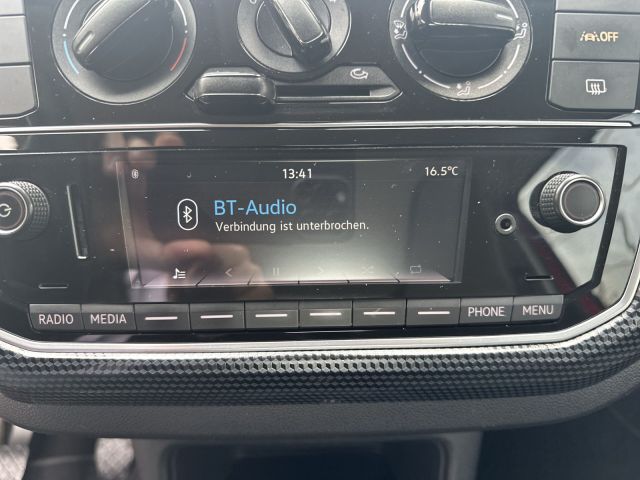 OFF
13:41
16.5°C
BT-Audio
Verbindung ist unterbrochen.
RADIO
MEDIA
PHONE
MENU